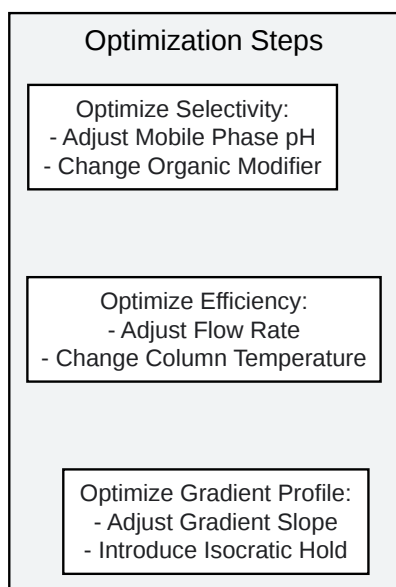 Optimization Steps
Optimize Selectivity:
- Adjust Mobile Phase pH
- Change Organic Modifier
Optimize Efficiency:
- Adjust Flow Rate
- Change Column Temperature
Optimize Gradient Profile:
- Adjust Gradient Slope
- Introduce Isocratic Hold